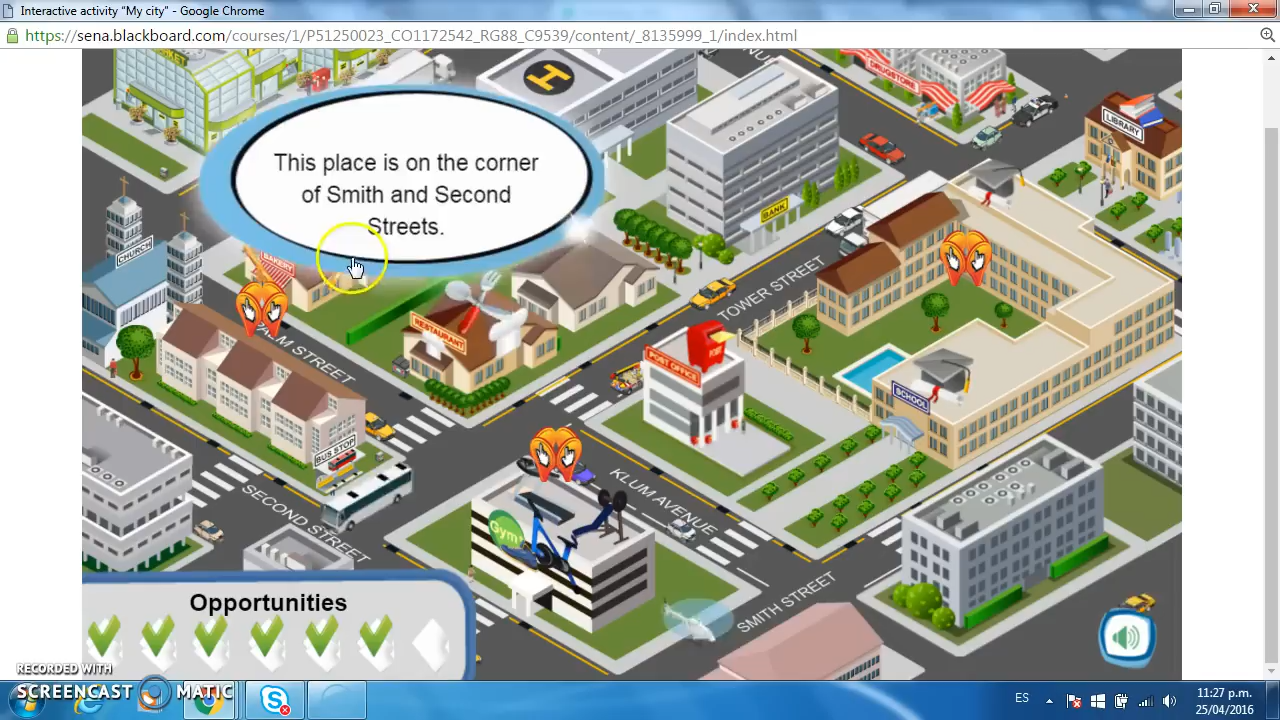 Interactive activity "My city" - Google Chrome
https://sena.blackboard.com/courses/1/P51250023_CO1172542_RG88_C9539/content/_8135999_1/index.html
DRUGSTORE
LIBRARY
This place is on the corner
of Smith and Second
Streets.
BANK
CHURCH
BAKERY
TOWER STREET
RESTAURANT
POST OFFICE
POST
SCHOOL
BUS STOP
KLUM AVENUE
SECOND STREET
Gym
SMITH STREET
Opportunities
RECORDED WITH
SCREENCAST MATIC
ES
11:27 p.m.
25/04/2016